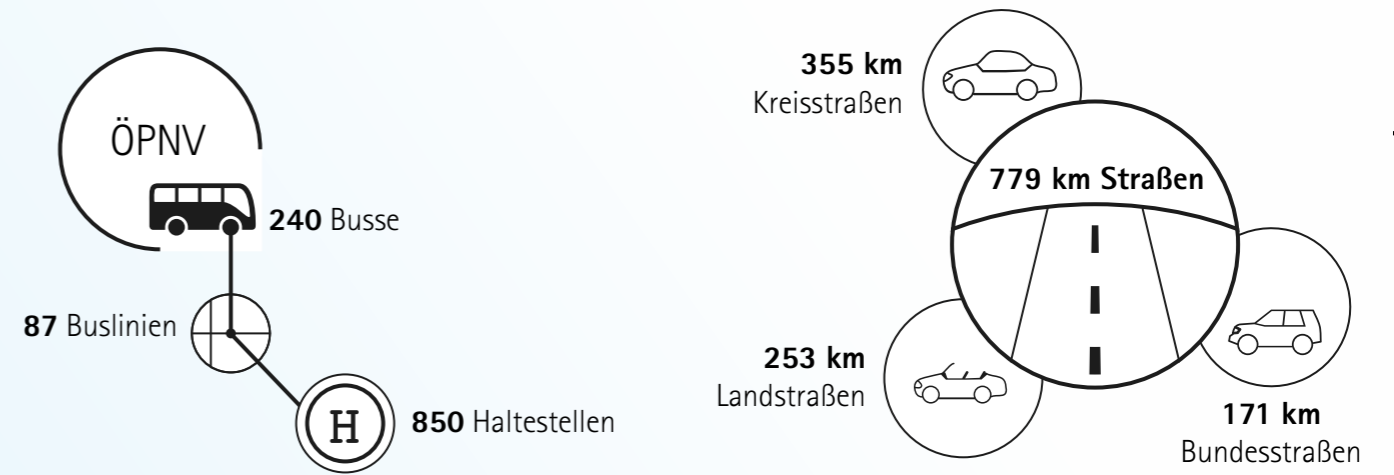 ÖPNV
240 Busse
87 Buslinien
H
850 Haltestellen
355 km
Kreisstraßen
779 km Straßen
253 km
Landstraßen
171 km
Bundesstraßen